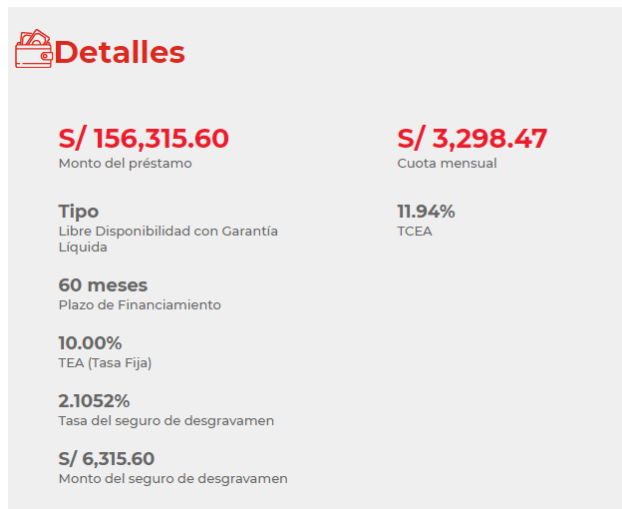 Detalles
S/ 156,315.60
Monto del préstamo
S/ 3,298.47
Cuota mensual
Tipo
Libre Disponibilidad con Garantía
Líquida
11.94%
TCEA
60 meses
Plazo de Financiamiento
10.00%
TEA (Tasa Fija)
2.1052%
Tasa del seguro de desgravamen
S/ 6,315.60
Monto del seguro de desgravamen